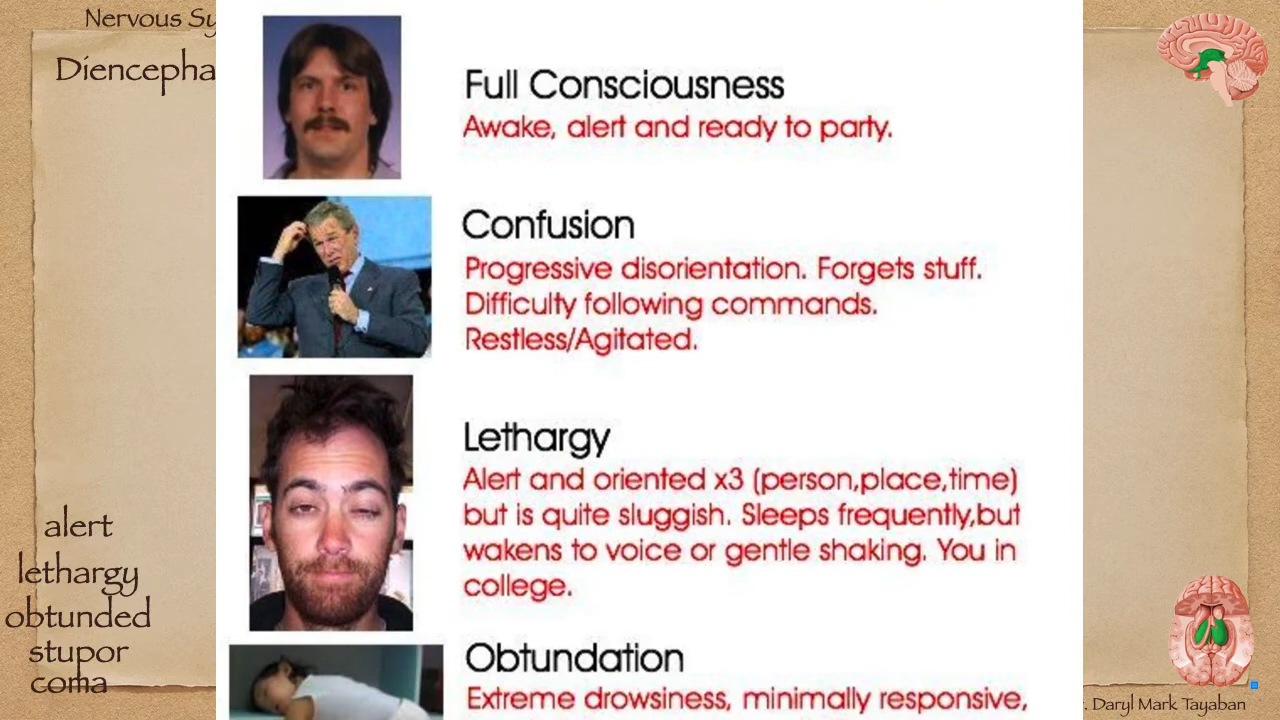 Nervous Sy
Diencepha
Full Consciousness
Awake, alert and ready to party.
Confusion
Progressive disorientation. Forgets stuff.
Difficulty following commands.
Restless/Agitated.
Lethargy
Alert and oriented x3 (person,place,time)
but is quite sluggish. Sleeps frequently,but
wakens to voice or gentle shaking. You in
college.
Obtundation
Extreme drowsiness, minimally responsive,
alert
lethargy
obtunded
stupor
coma
. Daryl Mark Tayaban